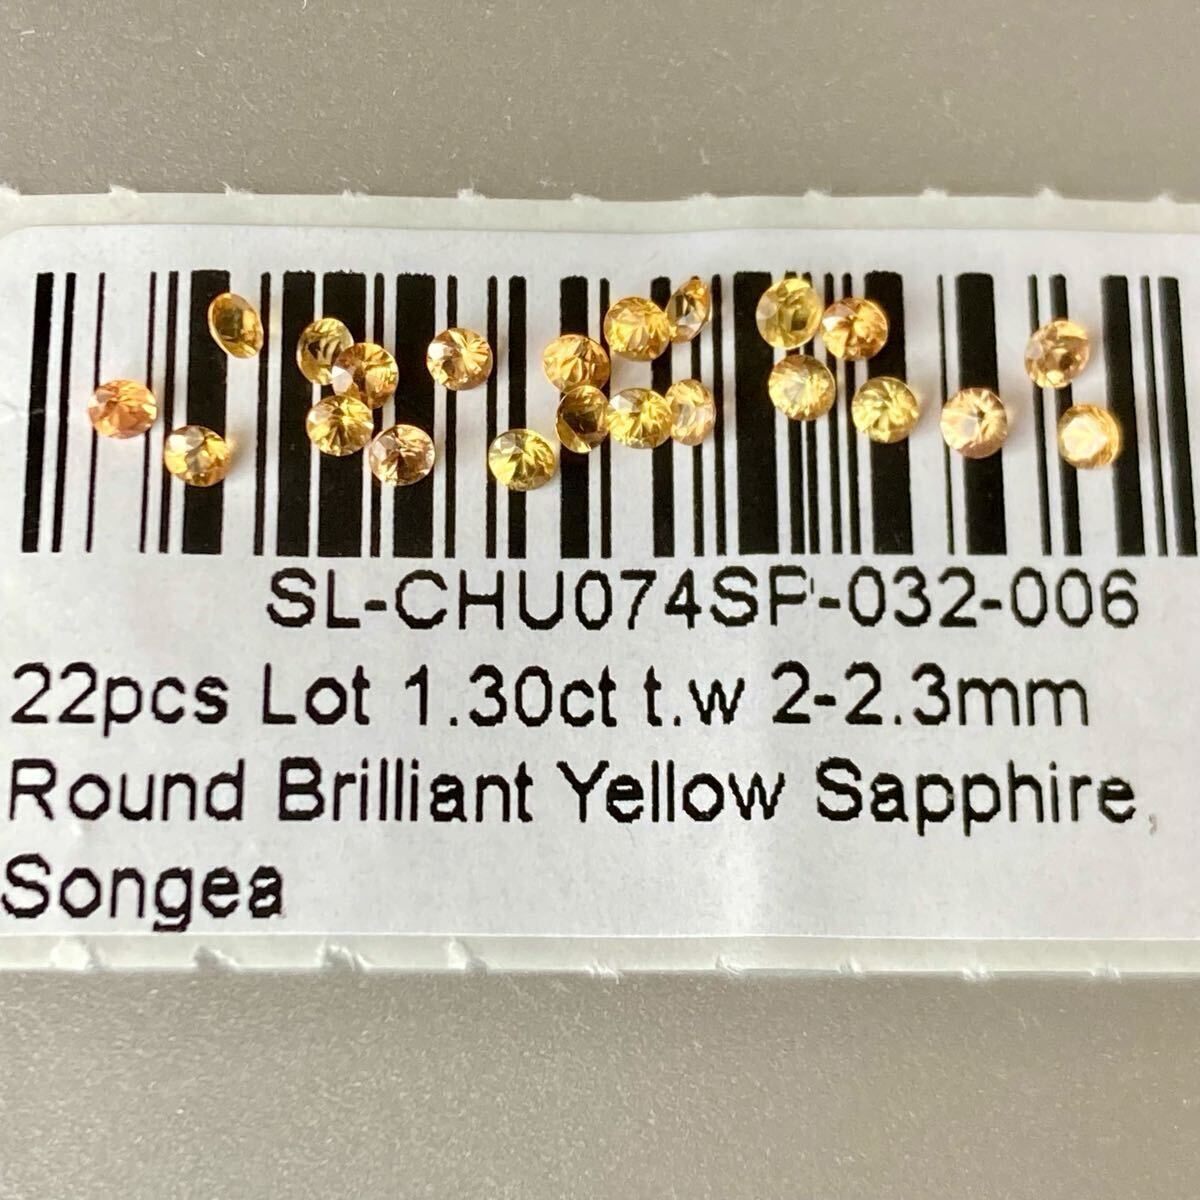 SL-CHU074SP-032-006
22pcs Lot 1.30ct t.w 2-2.3mm
Round Brilliant Yellow Sapphire,
Songea